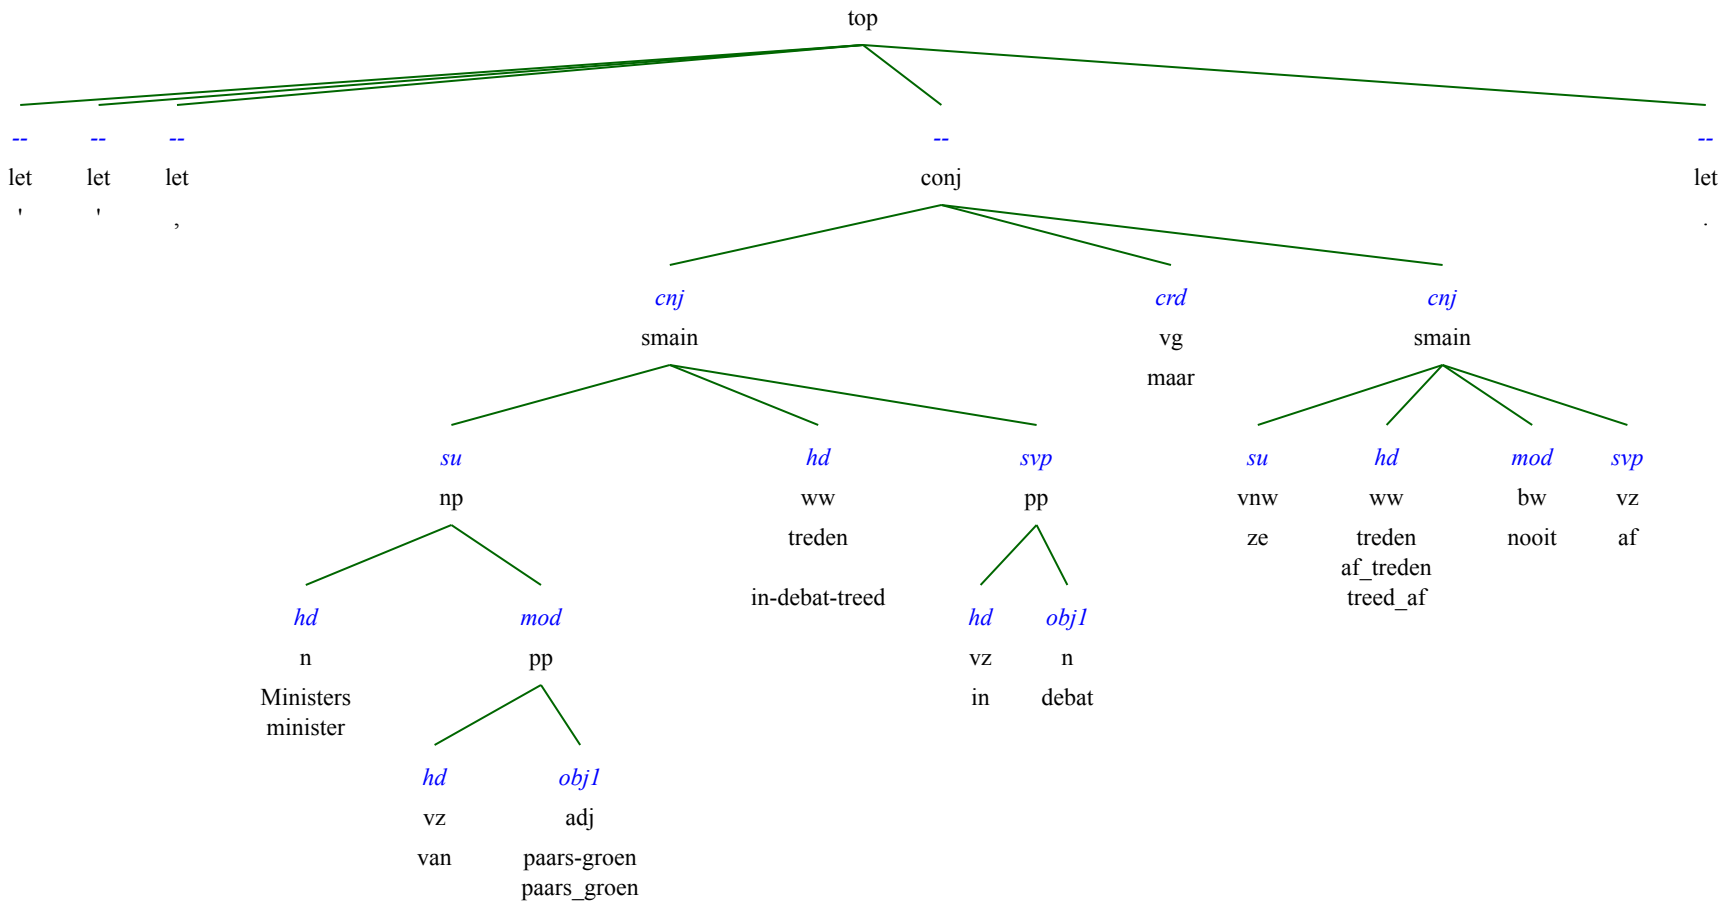 top
-- -- -- -- --
let let let conj let
' ' , .
cnj crd cnj
smain vg smain
maar
su hd svp su hd mod svp
np ww pp vnw ww bw vz
treden ze treden nooit af
af_treden
in-debat-treed treed_af
hd mod hd obj1
n pp vz n
Ministers in debat
minister
hd obj1
vz adj
van paars-groen
paars_groen